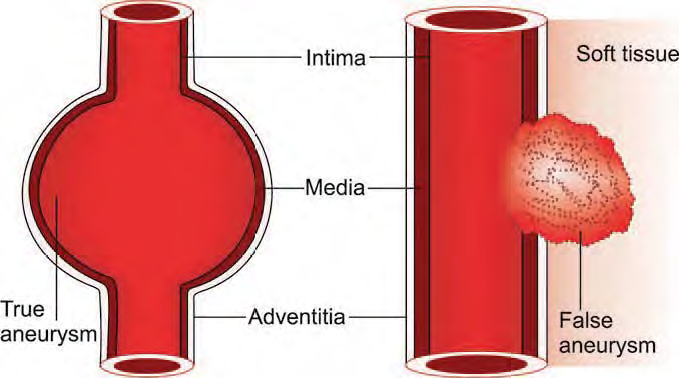 Intima
Soft tissue
Media
True
aneurysm
Adventitia
False
aneurysm